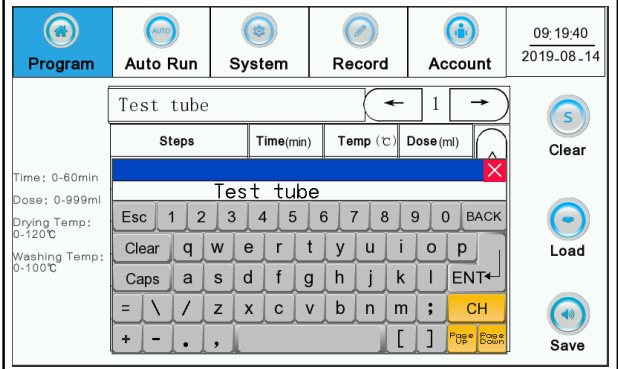 Program
Auto Run
System
Record
Account
09:19:40
2019-08-14
AUTO
Test tube
1
Steps
Time(min)
Temp (℃)
Dose(ml)
S
Clear
Time: 0-60min
Dose: 0-999ml
Drying Temp:
0-120℃
Washing Temp:
0-100℃
Test tube
Esc 1 2 3 4 5 6 7 8 9 0 BACK
Clear q w e r t y u i o p
Caps a s d f g h j k l ENT
= \ / z x c v b n m ; CH
+ - . , [ ] Page Up Page Down
Load
Save